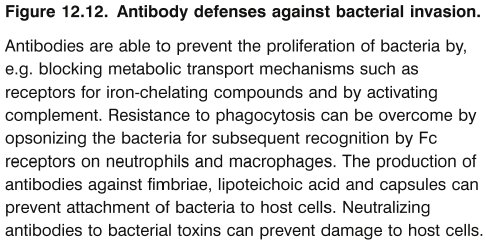 Figure 12.12. Antibody defenses against bacterial invasion.
Antibodies are able to prevent the proliferation of bacteria by,
e.g. blocking metabolic transport mechanisms such as
receptors for iron-chelating compounds and by activating
complement. Resistance to phagocytosis can be overcome by
opsonizing the bacteria for subsequent recognition by Fc
receptors on neutrophils and macrophages. The production of
antibodies against fimbriae, lipoteichoic acid and capsules can
prevent attachment of bacteria to host cells. Neutralizing
antibodies to bacterial toxins can prevent damage to host cells.